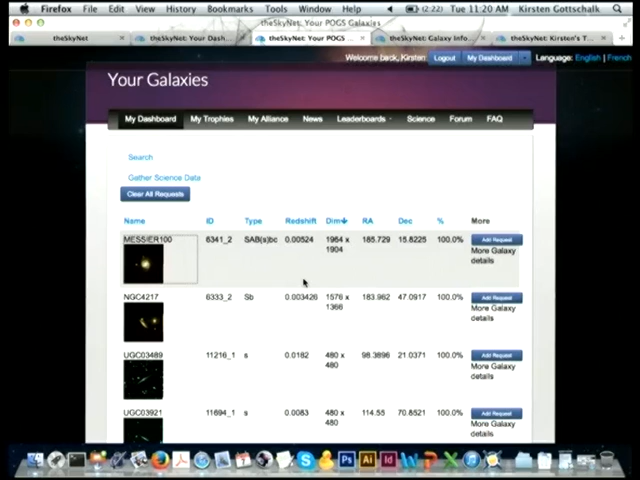 Firefox File Edit View History Bookmarks Tools Window Help (2:22) Tue 11:20 AM Kirsten Gottschalk
theSkyNet: Your POGS Galaxies
theSkyNet theSkyNet: Your Dash... theSkyNet: Your POGS ... theSkyNet: Galaxy Info... theSkyNet: Kirsten's T...
Welcome back, Kirsten Logout My Dashboard Language: English | French
Your Galaxies
My Dashboard My Trophies My Alliance News Leaderboards Science Forum FAQ
Search
Gather Science Data
Clear All Requests
Name ID Type Redshift Dim RA Dec % More
MESSIER100 6341_2 SAB(s)bc 0.00524 1964 x 1904 185.729 15.8225 100.0% Add Request
More Galaxy details
NGC4217 6333_2 Sb 0.003426 1576 x 1366 183.962 47.0917 100.0% Add Request
More Galaxy details
UGC03489 11216_1 s 0.0182 480 x 480 98.3896 21.0371 100.0% Add Request
More Galaxy details
UGC03921 11694_1 s 0.0083 480 x 480 114.55 70.8521 100.0% Add Request
More Galaxy details
Ps Ai Id